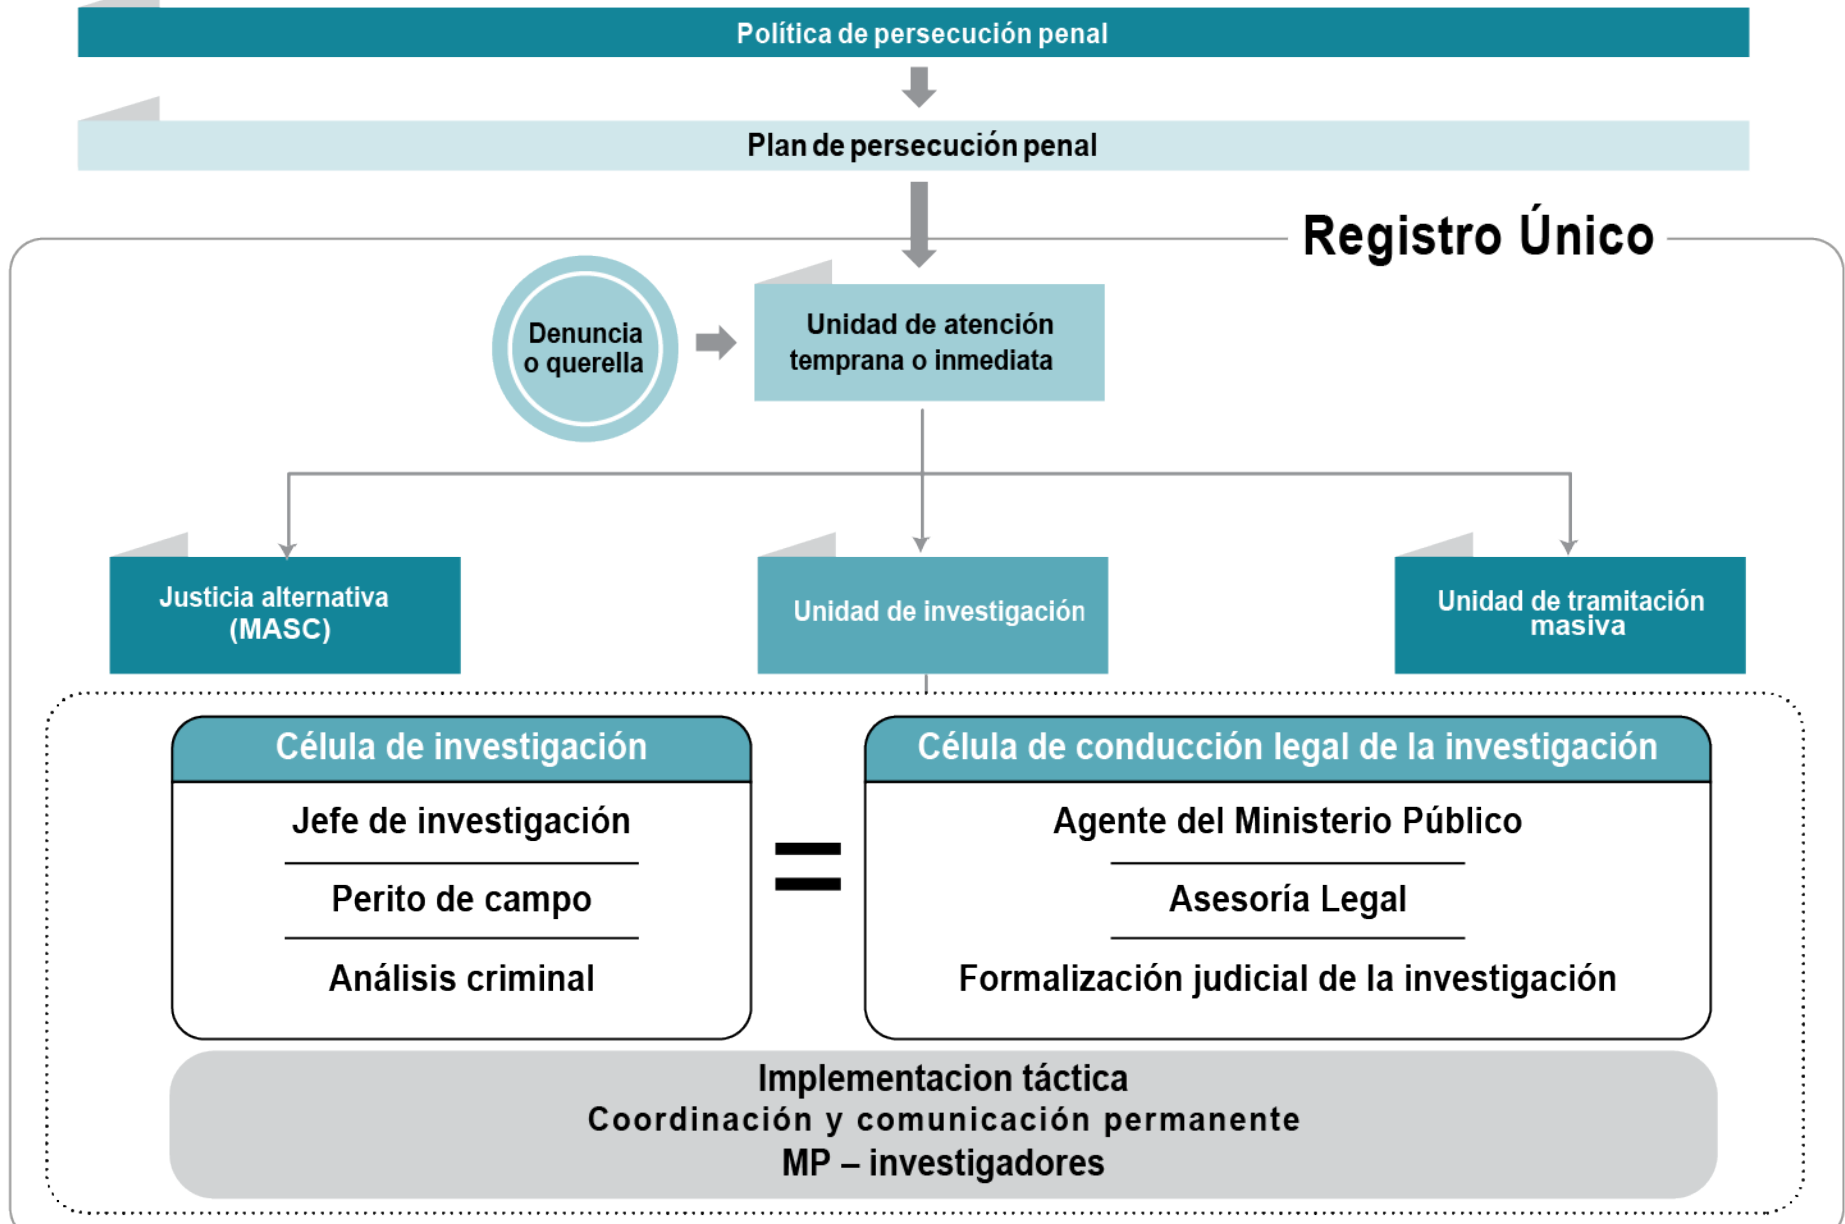 Política de persecución penal
Plan de persecución penal
Registro Único
Denuncia
o querella
Unidad de atención
temprana o inmediata
Justicia alternativa
(MASC)
Unidad de investigación
Unidad de tramitación
masiva
Célula de investigación
Jefe de investigación
Perito de campo
Análisis criminal
=
Célula de conducción legal de la investigación
Agente del Ministerio Público
Asesoría Legal
Formalización judicial de la investigación
Implementacion táctica
Coordinación y comunicación permanente
MP – investigadores